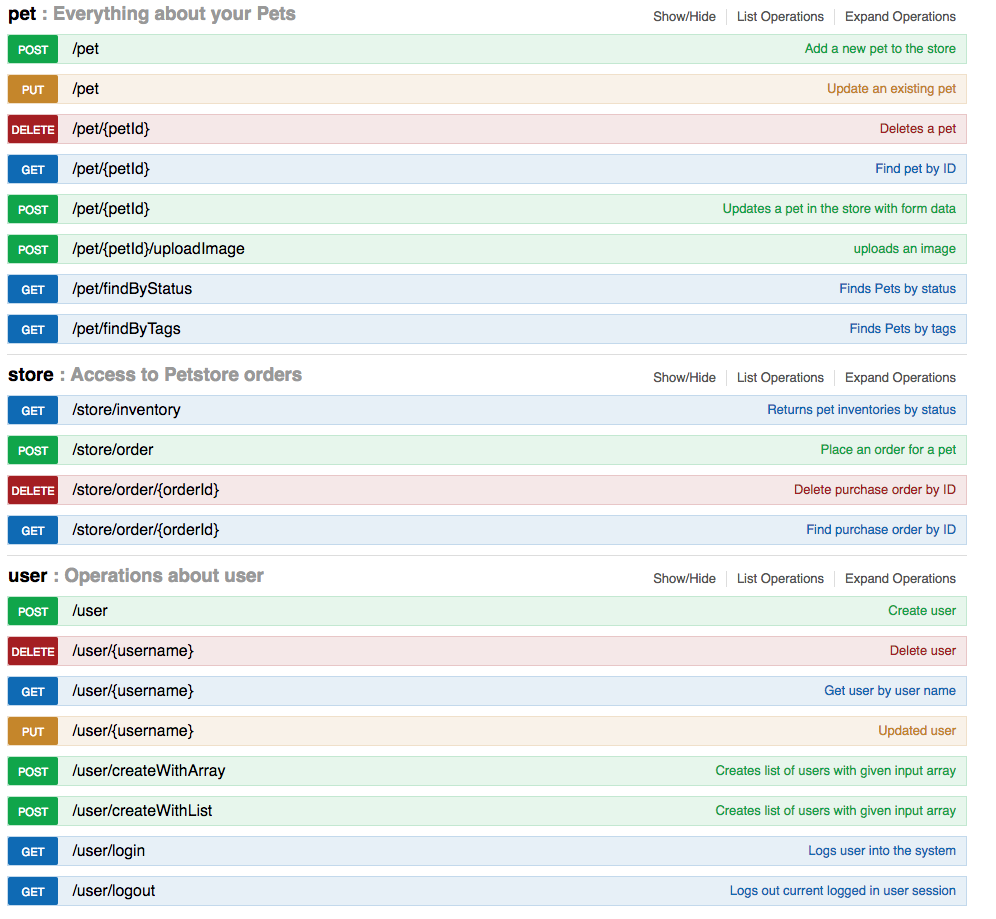 pet : Everything about your Pets Show/Hide List Operations Expand Operations
POST /pet Add a new pet to the store
PUT /pet Update an existing pet
DELETE /pet/{petId} Deletes a pet
GET /pet/{petId} Find pet by ID
POST /pet/{petId} Updates a pet in the store with form data
POST /pet/{petId}/uploadImage uploads an image
GET /pet/findByStatus Finds Pets by status
GET /pet/findByTags Finds Pets by tags
store : Access to Petstore orders Show/Hide List Operations Expand Operations
GET /store/inventory Returns pet inventories by status
POST /store/order Place an order for a pet
DELETE /store/order/{orderId} Delete purchase order by ID
GET /store/order/{orderId} Find purchase order by ID
user : Operations about user Show/Hide List Operations Expand Operations
POST /user Create user
DELETE /user/{username} Delete user
GET /user/{username} Get user by user name
PUT /user/{username} Updated user
POST /user/createWithArray Creates list of users with given input array
POST /user/createWithList Creates list of users with given input array
GET /user/login Logs user into the system
GET /user/logout Logs out current logged in user session